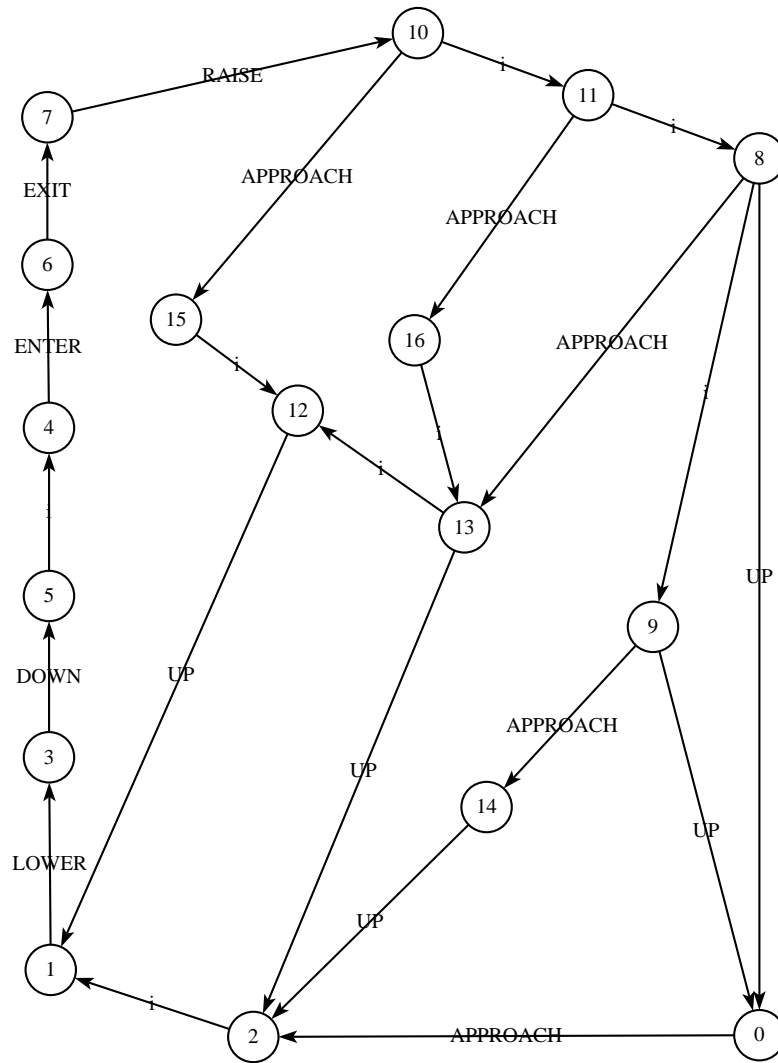 10
i
RAISE
11
7
i
8
APPROACH
EXIT
APPROACH
6
15
16
ENTER
APPROACH
i
i
12
4
i
i
i
13
5
UP
9
DOWN
UP
APPROACH
3
UP
14
UP
LOWER
UP
1
i
2
APPROACH
0